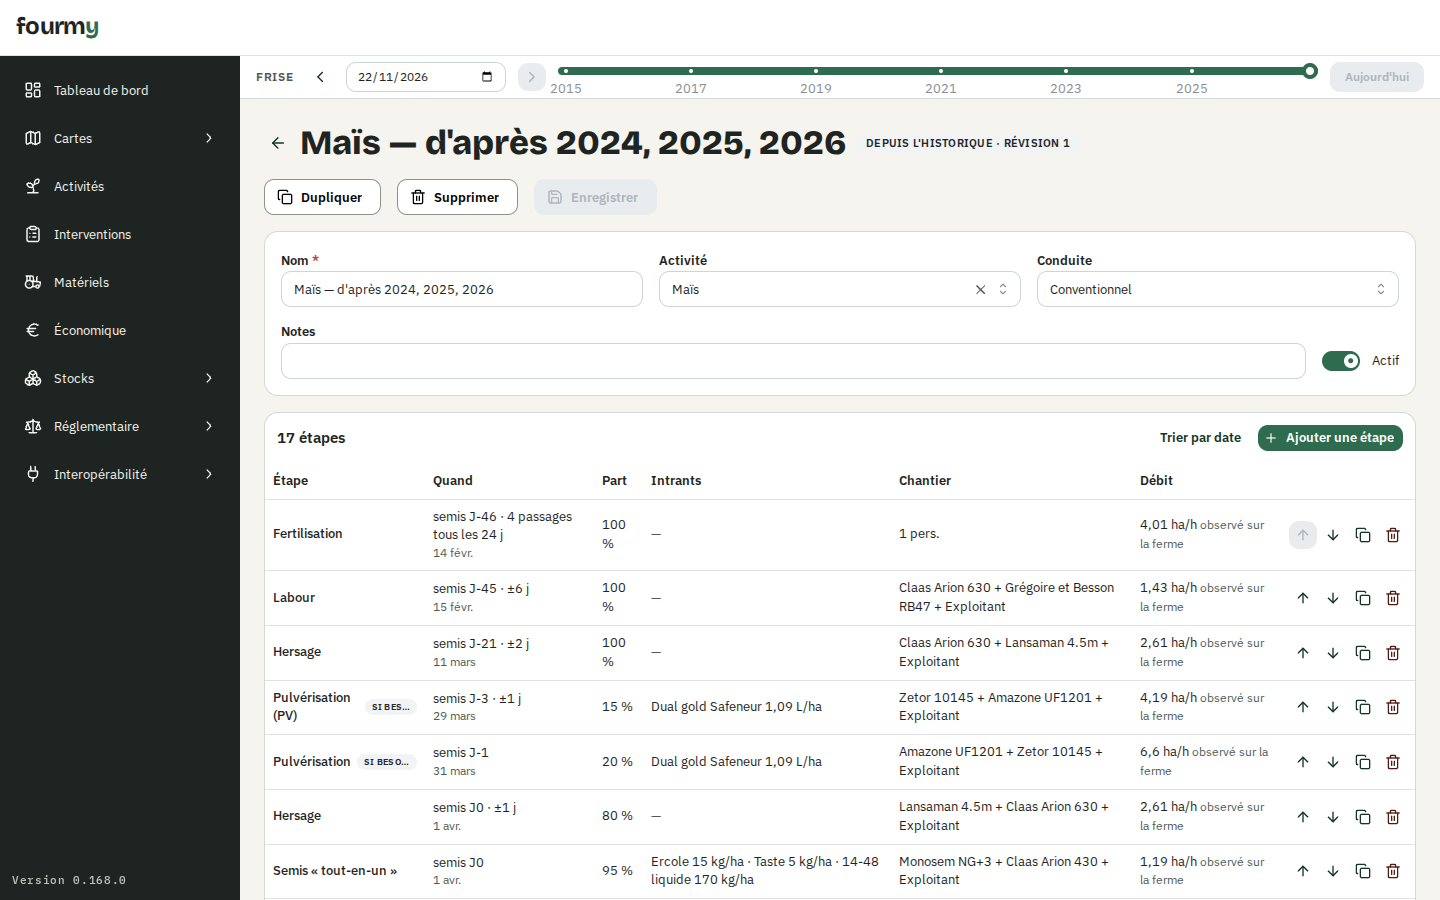 fourmy
Tableau de bord
Cartes
Activités
Interventions
Matériels
Économique
Stocks
Réglementaire
Interopérabilité
Version 0.168.0
FRISE
22/11/2026
2015 2017 2019 2021 2023 2025
Aujourd'hui
Maïs — d'après 2024, 2025, 2026
DEPUIS L'HISTORIQUE · RÉVISION 1
Dupliquer
Supprimer
Enregistrer
Nom *
Maïs — d'après 2024, 2025, 2026
Activité
Maïs
Conduite
Conventionnel
Notes
Actif
17 étapes
Trier par date
Ajouter une étape
Étape Quand Part Intrants Chantier Débit
Fertilisation
semis J-46 · 4 passages
tous les 24 j
14 févr.
100
%
—
1 pers.
4,01 ha/h observé sur
la ferme
Labour
semis J-45 · ±6 j
15 févr.
100
%
—
Claas Arion 630 + Grégoire et Besson
RB47 + Exploitant
1,43 ha/h observé sur
la ferme
Hersage
semis J-21 · ±2 j
11 mars
100
%
—
Claas Arion 630 + Lansaman 4.5m +
Exploitant
2,61 ha/h observé sur
la ferme
Pulvérisation
(PV)
SI BES...
semis J-3 · ±1 j
29 mars
15 %
Dual gold Safeneur 1,09 L/ha
Zetor 10145 + Amazone UF1201 +
Exploitant
4,19 ha/h observé sur
la ferme
Pulvérisation
SI BESO...
semis J-1
31 mars
20 %
Dual gold Safeneur 1,09 L/ha
Amazone UF1201 + Zetor 10145 +
Exploitant
6,6 ha/h observé sur la
ferme
Hersage
semis J0 · ±1 j
1 avr.
80 %
—
Lansaman 4.5m + Claas Arion 630 +
Exploitant
2,61 ha/h observé sur
la ferme
Semis « tout-en-un »
semis J0
1 avr.
95 %
Ercole 15 kg/ha · Taste 5 kg/ha · 14-48
liquide 170 kg/ha
Monosem NG+3 + Claas Arion 430 +
Exploitant
1,19 ha/h observé sur
la ferme